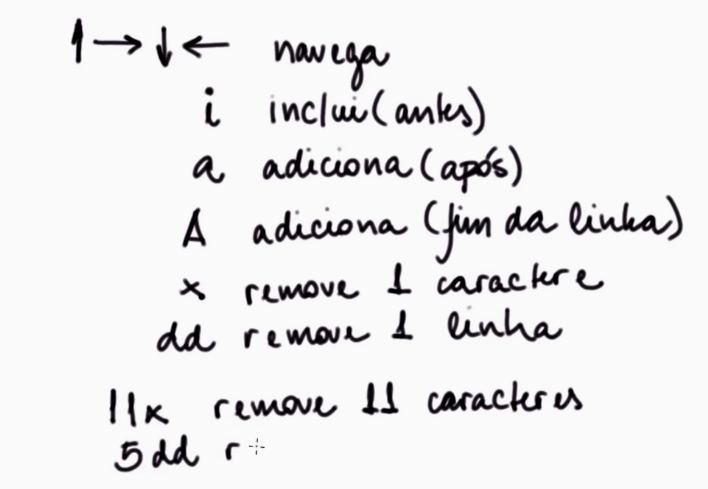 ↑→↓← navega
i inclui (antes)
a adiciona (após)
A adiciona (fim da linha)
x remove 1 caractere
dd remove 1 linha
11x remove 11 caracteres
5dd r